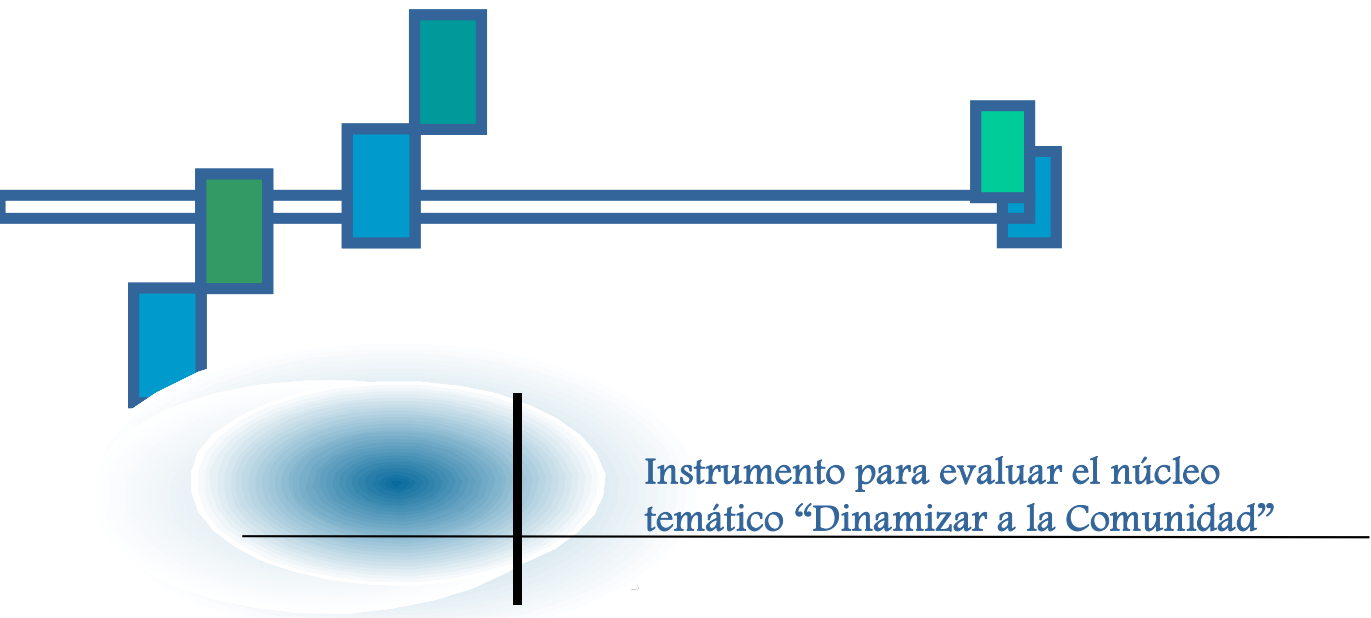 Instrumento para evaluar el núcleo
temático “Dinamizar a la Comunidad”